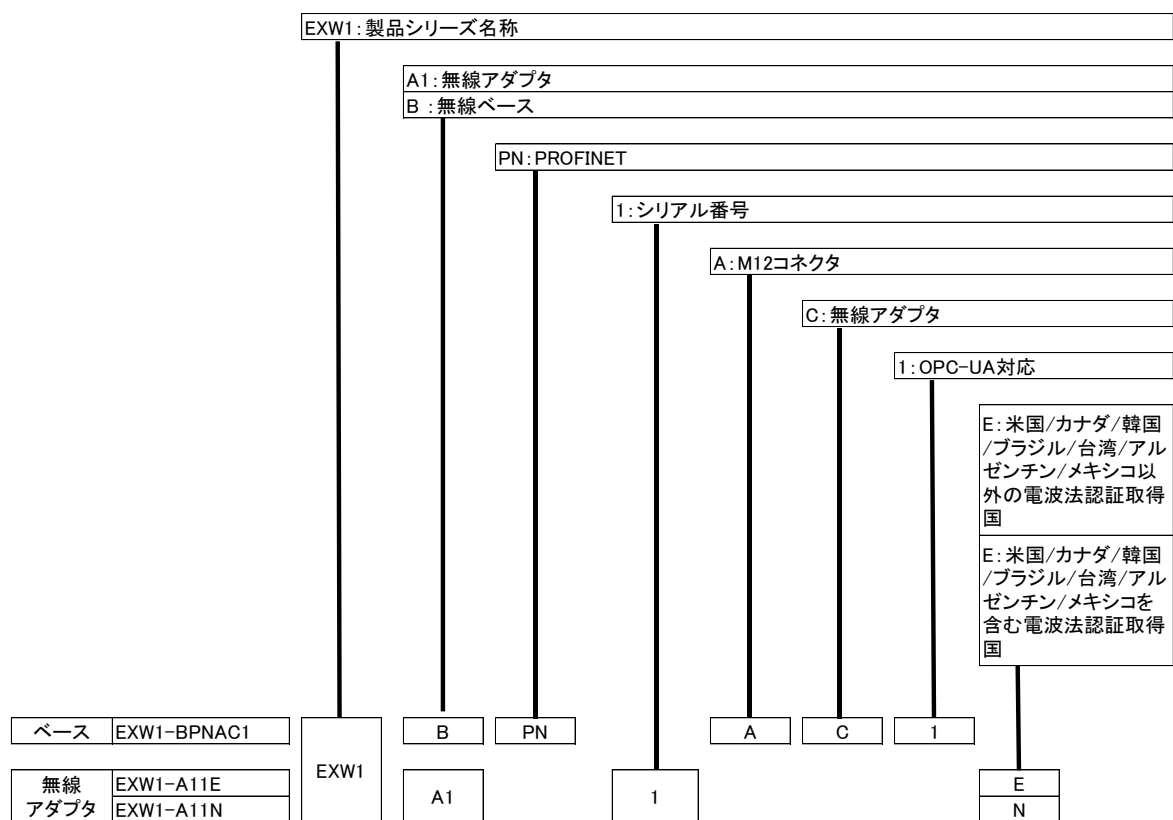 EXW1:製品シリーズ名称
A1:無線アダプタ
B :無線ベース
PN:PROFINET
1:シリアル番号
A:M12コネクタ
C:無線アダプタ
1:OPC-UA対応
E:米国/カナダ/韓国
/ブラジル/台湾/アル
ゼンチン/メキシコ以
外の電波法認証取得
国
E:米国/カナダ/韓国
/ブラジル/台湾/アル
ゼンチン/メキシコを
含む電波法認証取得
国
ベース EXW1-BPNAC1 B PN A C 1
EXW1
無線
アダプタ
EXW1-A11E
EXW1-A11N
A1
1
E
N